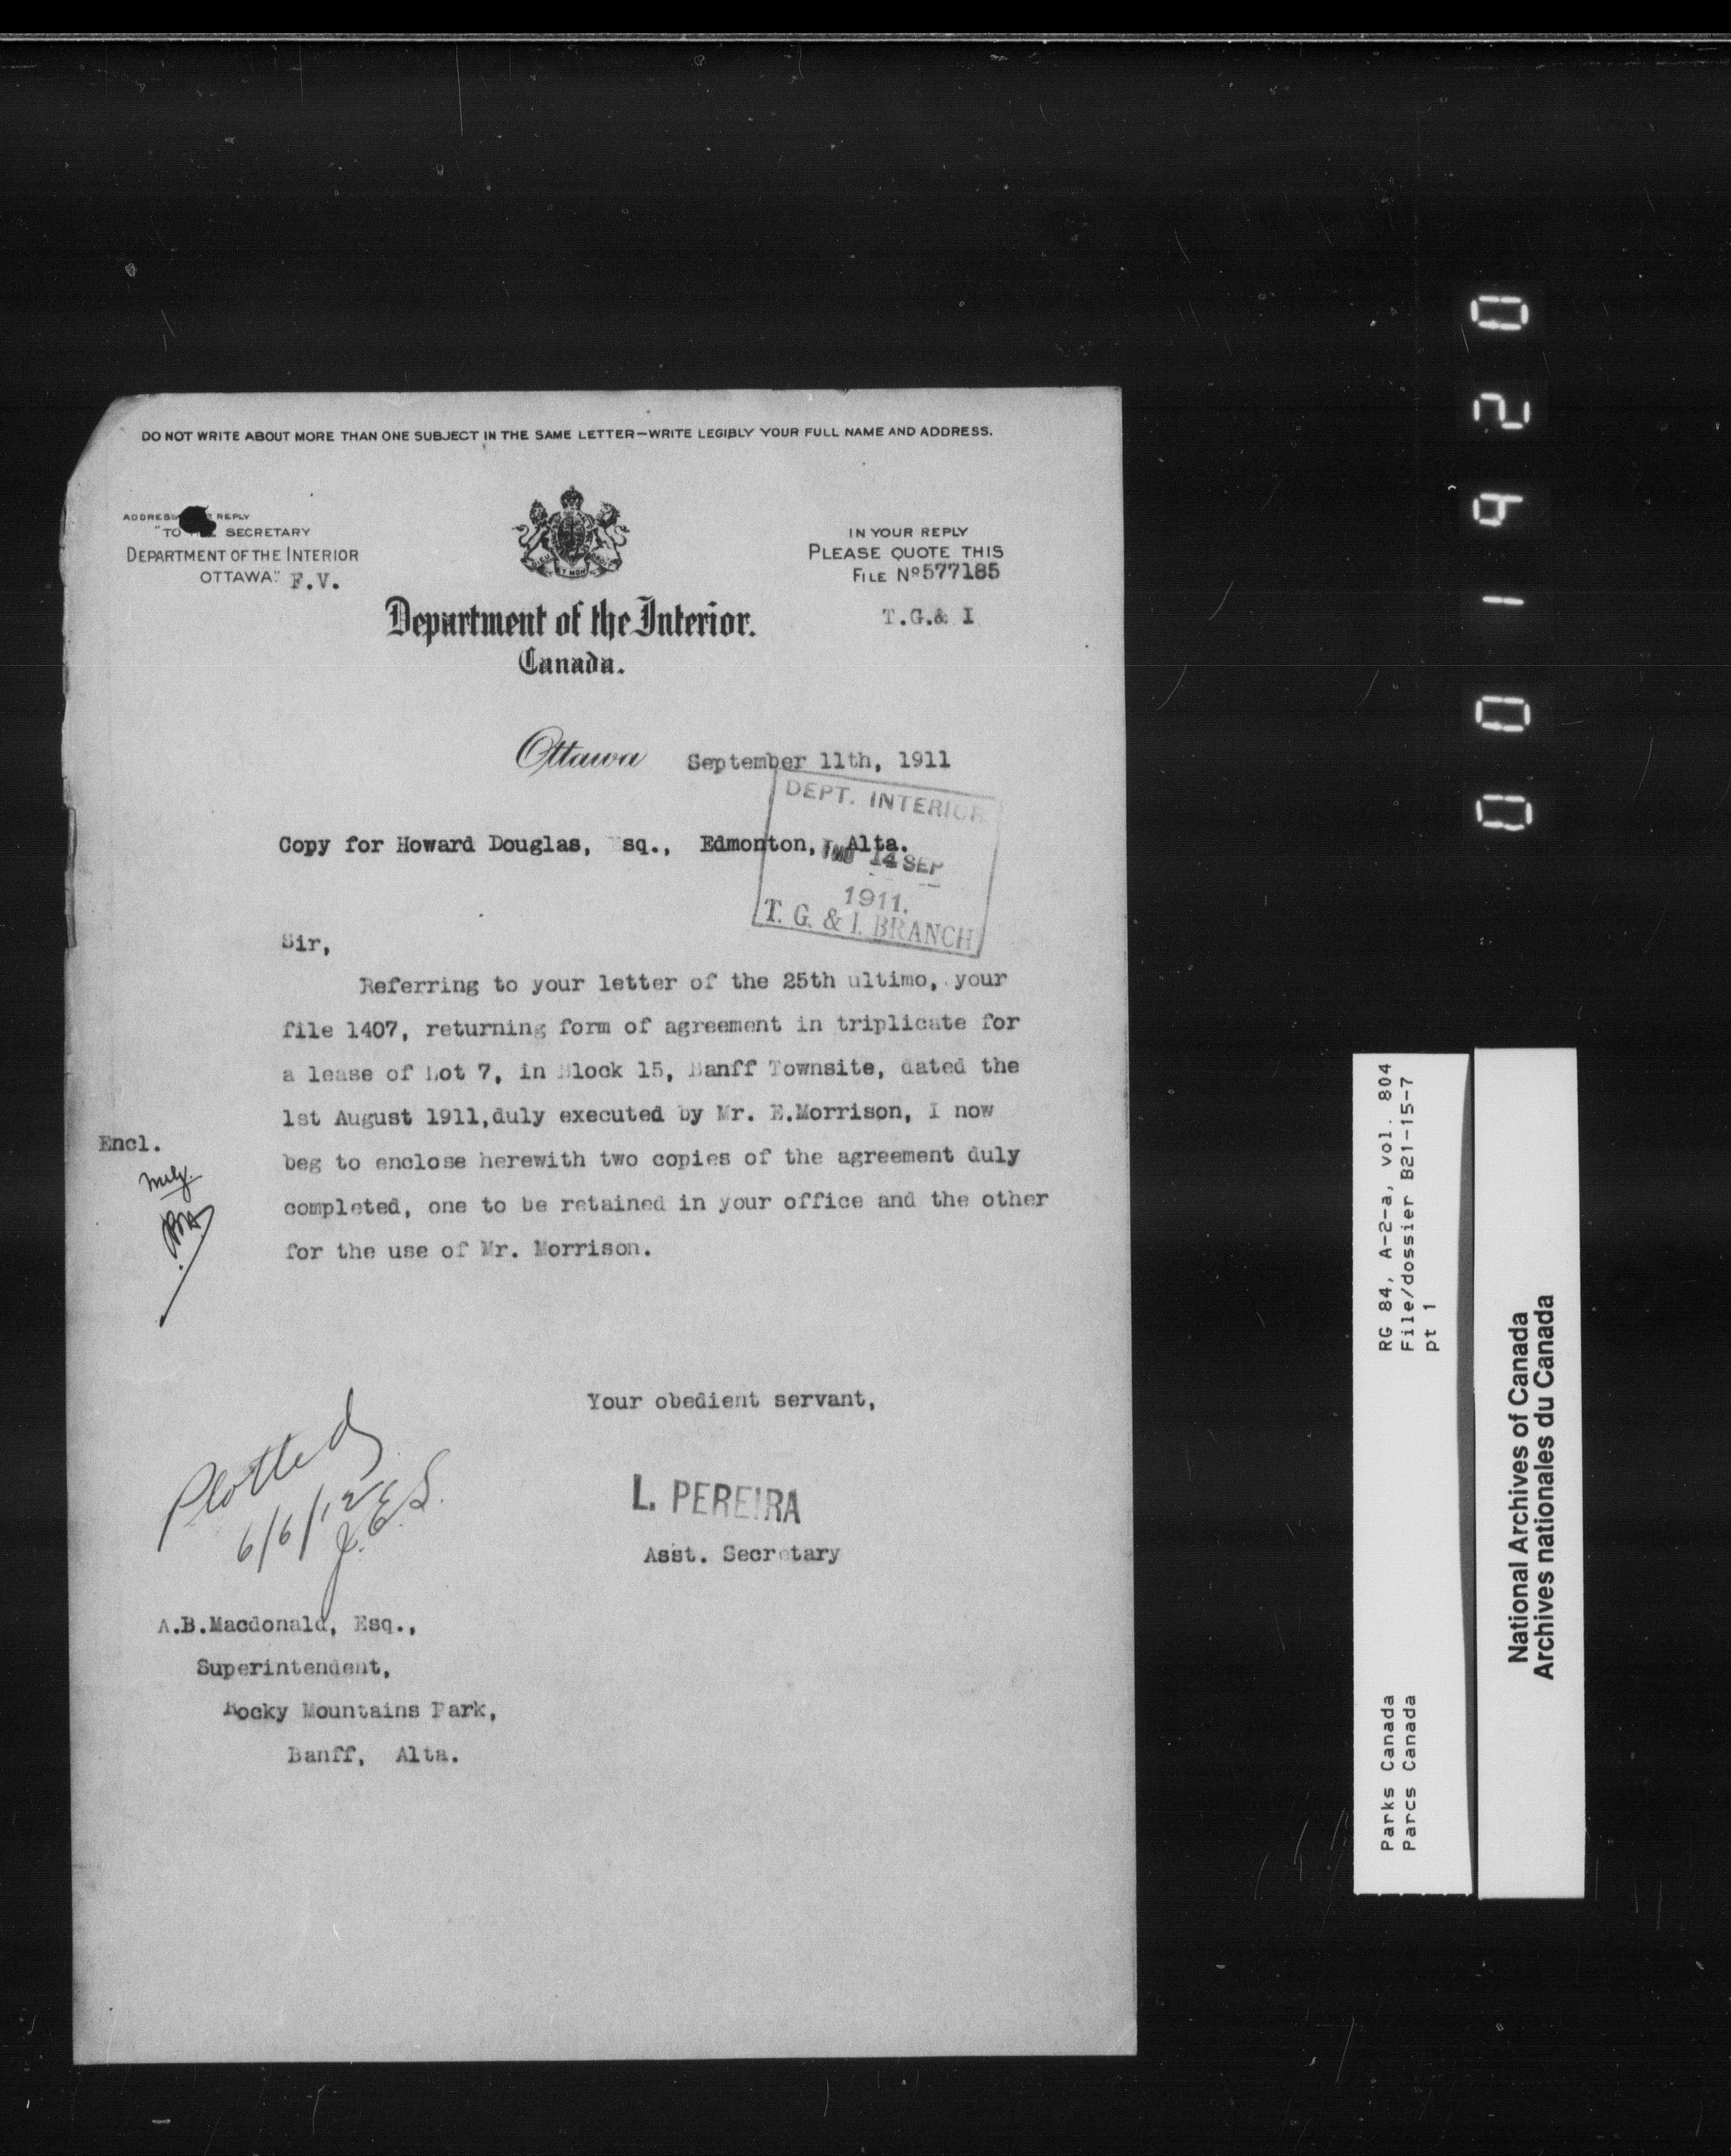 DO NOT WRITE ABOUT MORE THAN ONE SUBJECT IN THE SAME LETTER—WRITE LEGIBLY YOUR FULL NAME AND ADDRESS.
ADDRESS REPLY
"TO THE SECRETARY
DEPARTMENT OF THE INTERIOR
OTTAWA." F.V.
IN YOUR REPLY
PLEASE QUOTE THIS
FILE No 577185
T.G.& I
Department of the Interior.
Canada.
Ottawa September 11th, 1911
DEPT. INTERIOR
14 SEP
1911.
T. G. & I. BRANCH
Copy for Howard Douglas, sq., Edmonton, Alta.
Sir,
Referring to your letter of the 25th ultimo, your
file 1407, returning form of agreement in triplicate for
a lease of Lot 7, in Block 15, Banff Townsite, dated the
1st August 1911,duly executed by Mr. E.Morrison, I now
Encl.
beg to enclose herewith two copies of the agreement duly
completed, one to be retained in your office and the other
for the use of Mr. Morrison.
Your obedient servant,
Plotted
6/6/12
L. PEREIRA
Asst. Secretary
A.B.Macdonald, Esq.,
Superintendent,
Rocky Mountains Park,
Banff, Alta.
001920
RG 84, A-2-a, vol. 804
File/dossier B21-15-7
pt 1
Parks Canada
Parcs Canada
National Archives of Canada
Archives nationales du Canada